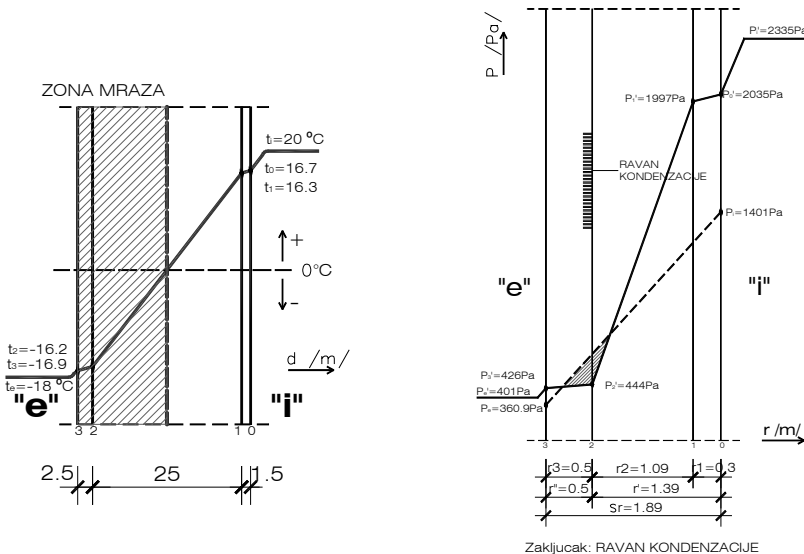 ZONA MRAZA
tᵢ=20 °C
t₀=16.7
t₁=16.3
+
0°C
-
t₂=-16.2
t₃=-16.9
tₑ=-18 °C
d /m/
"e"
"i"
3 2 1 0
2.5 25 1.5
P /Pa/
Pᵢ'=2335Pa
P₁'=1997Pa
P₀'=2035Pa
RAVAN
KONDENZACIJE
Pᵢ=1401Pa
"e"
"i"
P₃'=426Pa
Pₑ'=401Pa
P₂'=444Pa
Pₑ=360.9Pa
r /m/
3 2 1 0
r3=0.5 r2=1.09 r1=0.3
r"=0.5 r'=1.39
Sr=1.89
Zakljucak: RAVAN KONDENZACIJE